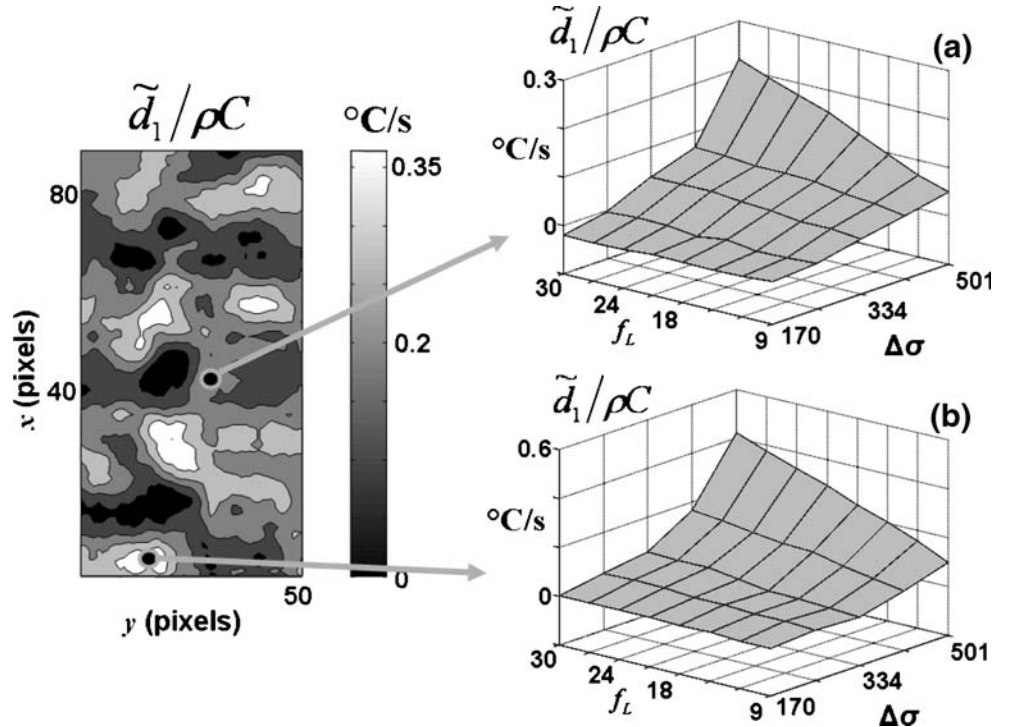 d̃₁/ρC
°C/s
80
40
x (pixels)
50
y (pixels)
0.35
0.2
0
d̃₁/ρC
(a)
0.3
°C/s
0
30
24
18
9
f_L
170
334
501
Δσ
d̃₁/ρC
(b)
0.6
°C/s
0
30
24
18
9
f_L
170
334
501
Δσ